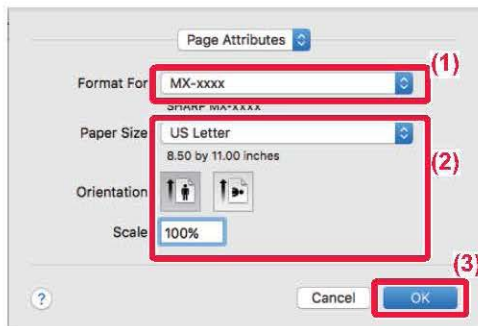 Page Attributes
(1)
Format For MX-xxxx
SHARP MX-xxxx
Paper Size US Letter
8.50 by 11.00 inches
(2)
Orientation
Scale 100%
(3)
? Cancel OK